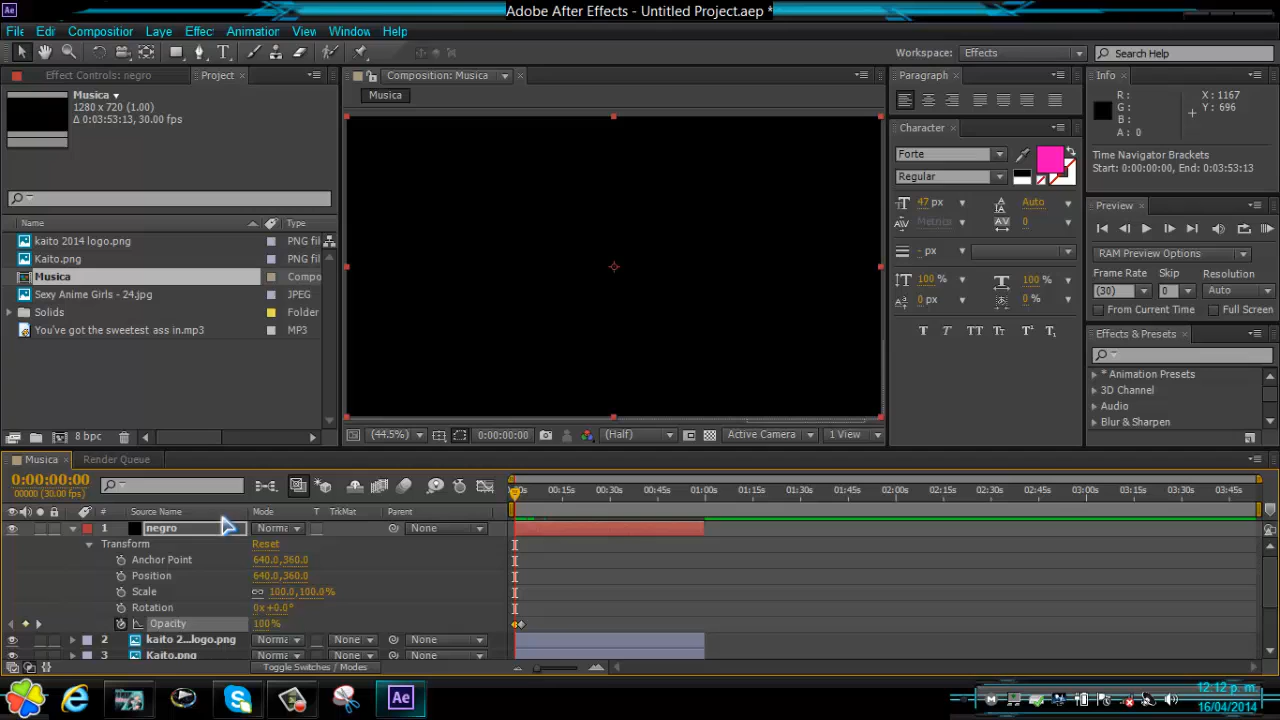 Adobe After Effects - Untitled Project.aep *
File Edi Composition Laye Effec Animation View Window Help
Workspace: Effects Search Help
Effect Controls: negro Project
Composition: Musica
Paragraph
Info
Musica
1280 x 720 (1.00)
Δ 0:03:53:13, 30.00 fps
Musica
R :
G :
B :
A : 0
X : 1167
Y : 696
Character
Forte
Regular
Time Navigator Brackets
Start: 0:00:00:00, End: 0:03:53:13
47 px Auto
Metrics 0
- px
100 % 100 %
0 px 0 %
T T TT Tт T¹ T₁
Preview
RAM Preview Options
Frame Rate Skip Resolution
(30) 0 Auto
From Current Time Full Screen
Effects & Presets
* Animation Presets
3D Channel
Audio
Blur & Sharpen
Name Type
kaito 2014 logo.png PNG fil
Kaito.png PNG fil
Musica Compo
Sexy Anime Girls - 24.jpg JPEG
Solids Folder
You've got the sweetest ass in.mp3 MP3
8 bpc
(44.5%) 0:00:00:00 (Half) Active Camera 1 View
Musica Render Queue
0:00:00:00
00000 (30.00 fps)
00:15s 00:30s 00:45s 01:00s 01:15s 01:30s 01:45s 02:00s 02:15s 02:30s 02:45s 03:00s 03:15s 03:30s 03:45s
# Source Name Mode T TrkMat Parent
1 negro Norma None
Transform Reset
Anchor Point 640.0,360.0
Position 640.0,360.0
Scale 100.0,100.0%
Rotation 0x+0.0°
Opacity 100%
2 kaito 2...logo.png Norma None None
3 Kaito.png Norma None None
Toggle Switches / Modes
Ae
12:12 p. m.
16/04/2014